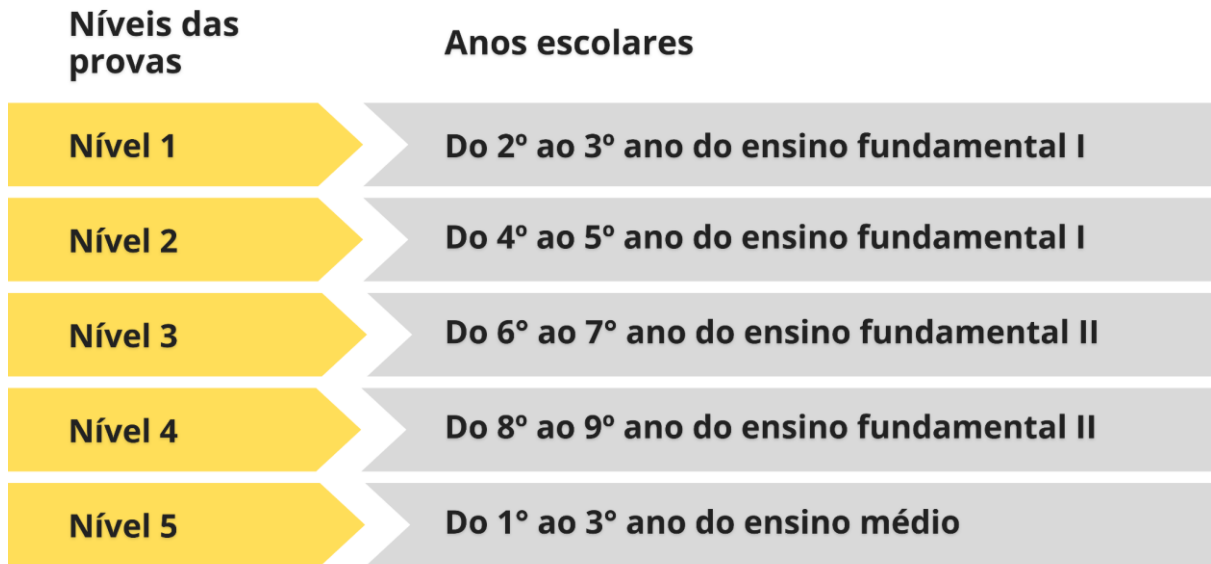 Níveis das
provas
Anos escolares
Nível 1
Do 2º ao 3º ano do ensino fundamental I
Nível 2
Do 4º ao 5º ano do ensino fundamental I
Nível 3
Do 6° ao 7° ano do ensino fundamental II
Nível 4
Do 8º ao 9º ano do ensino fundamental II
Nível 5
Do 1° ao 3° ano do ensino médio